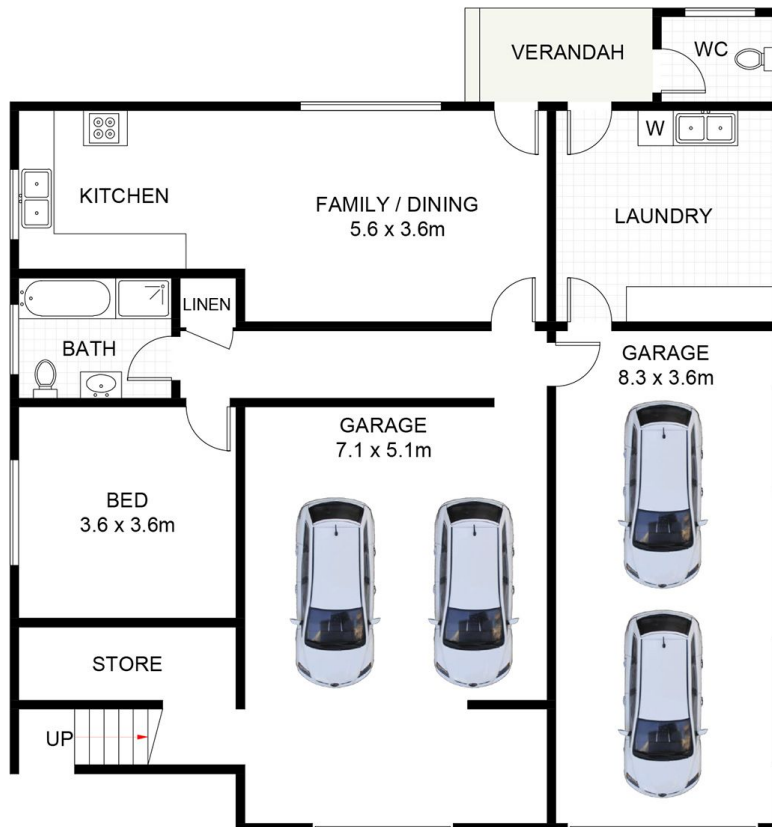 VERANDAH
WC
W
KITCHEN
FAMILY / DINING
5.6 x 3.6m
LAUNDRY
LINEN
BATH
GARAGE
8.3 x 3.6m
GARAGE
7.1 x 5.1m
BED
3.6 x 3.6m
STORE
UP